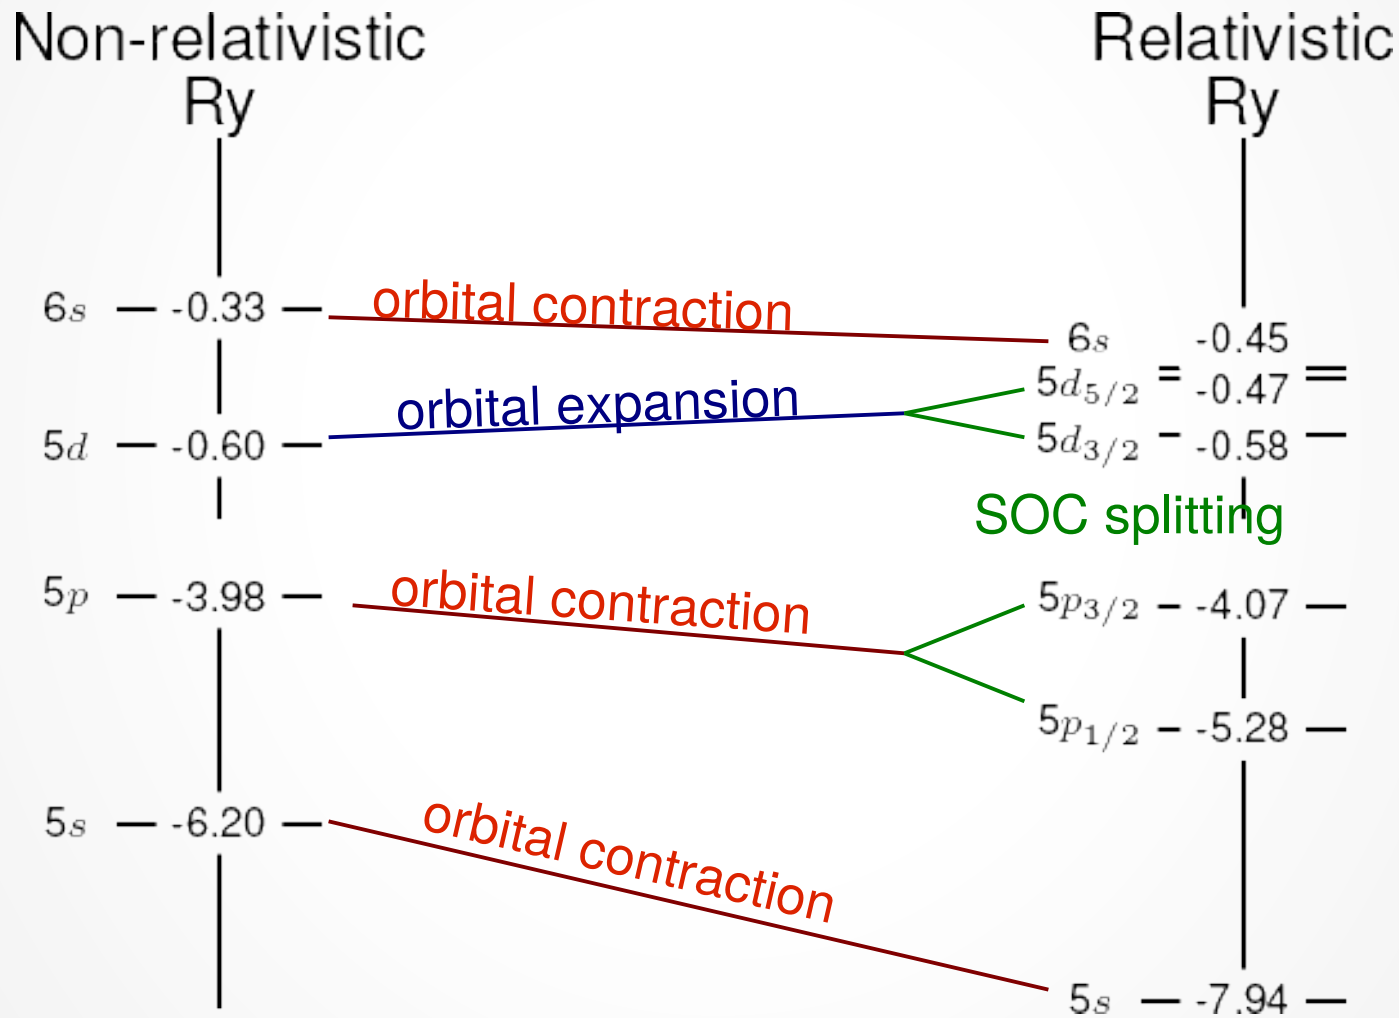 Non-relativistic
Ry
Relativistic
Ry
6s -0.33
orbital contraction
6s -0.45
5d5/2 -0.47
orbital expansion
5d -0.60
5d3/2 -0.58
SOC splitting
5p -3.98
orbital contraction
5p3/2 -4.07
5p1/2 -5.28
5s -6.20
orbital contraction
5s -7.94